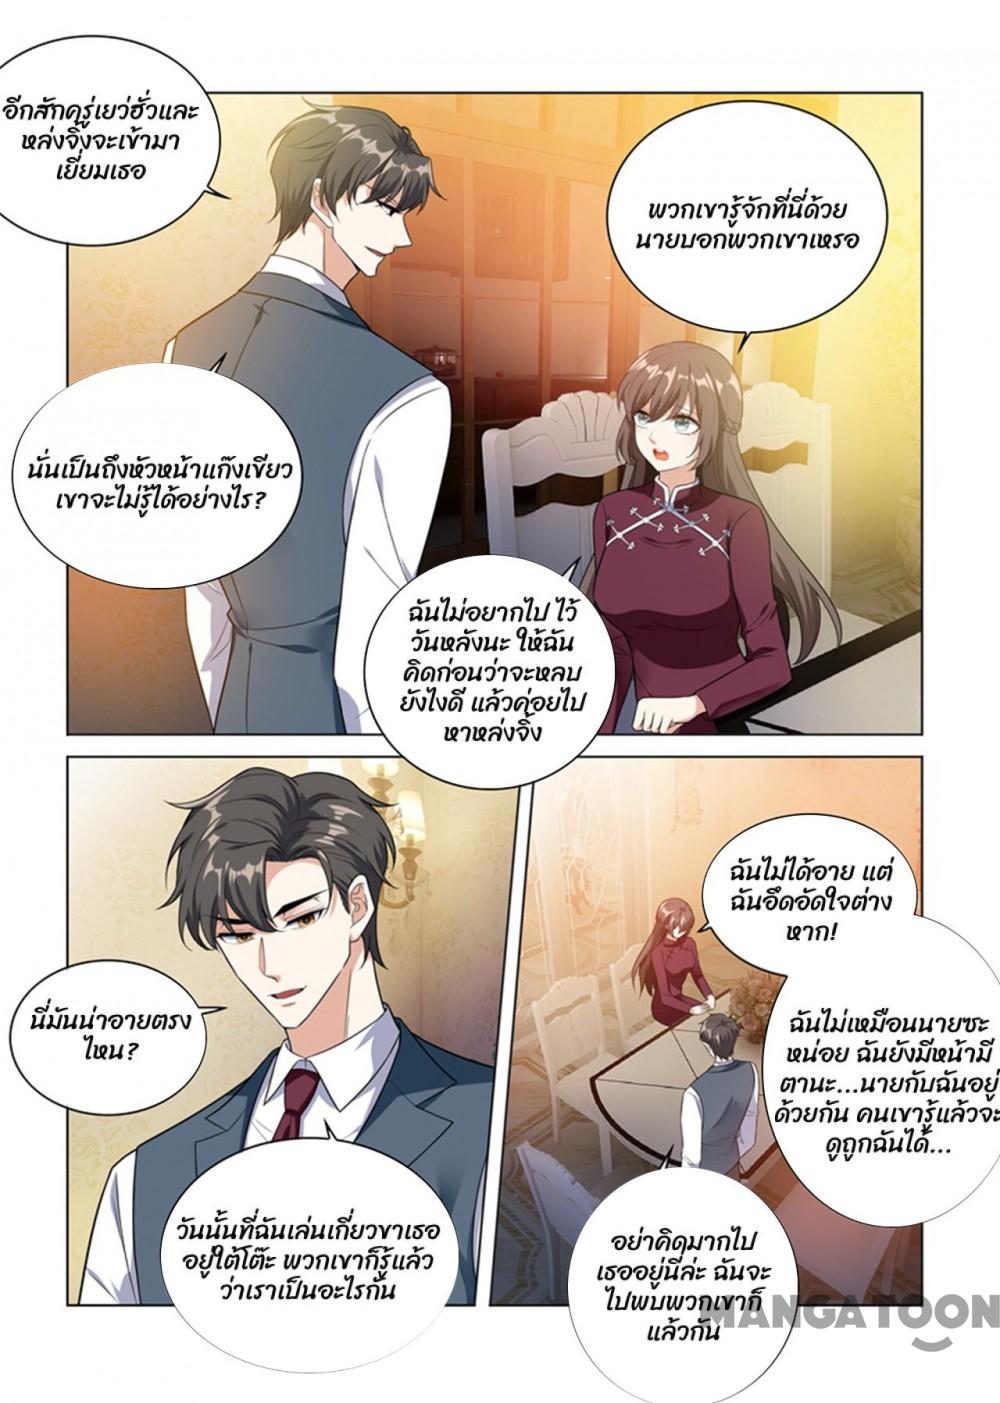 อีกสักครู่เยว่ฮั่วและ
หล่งจิ้งจะเข้ามา
เยี่ยมเธอ
พวกเขารู้จักที่นี่ด้วย
นายบอกพวกเขาเหรอ
นั่นเป็นถึงหัวหน้าแก๊งเขียว
เขาจะไม่รู้ได้อย่างไร?
ฉันไม่อยากไป ไว้
วันหลังนะ ให้ฉัน
คิดก่อนว่าจะหลบ
ยังไงดี แล้วค่อยไป
หาหล่งจิ้ง
นี่มันน่าอายตรง
ไหน?
วันนั้นที่ฉันเล่นเกี่ยวขาเธอ
อยู่ใต้โต๊ะ พวกเขาก็รู้แล้ว
ว่าเราเป็นอะไรกัน
ฉันไม่ได้อาย แต่
ฉันอึดอัดใจต่าง
หาก!
ฉันไม่เหมือนนายซะ
หน่อย ฉันยังมีหน้ามี
ตานะ...นายกับฉันอยู่
ด้วยกัน คนเขารู้แล้วจะ
ดูถูกฉันได้...
อย่าคิดมากไป
เธออยู่นี่ล่ะ ฉันจะ
ไปพบพวกเขาก็
แล้วกัน
MANGATOON